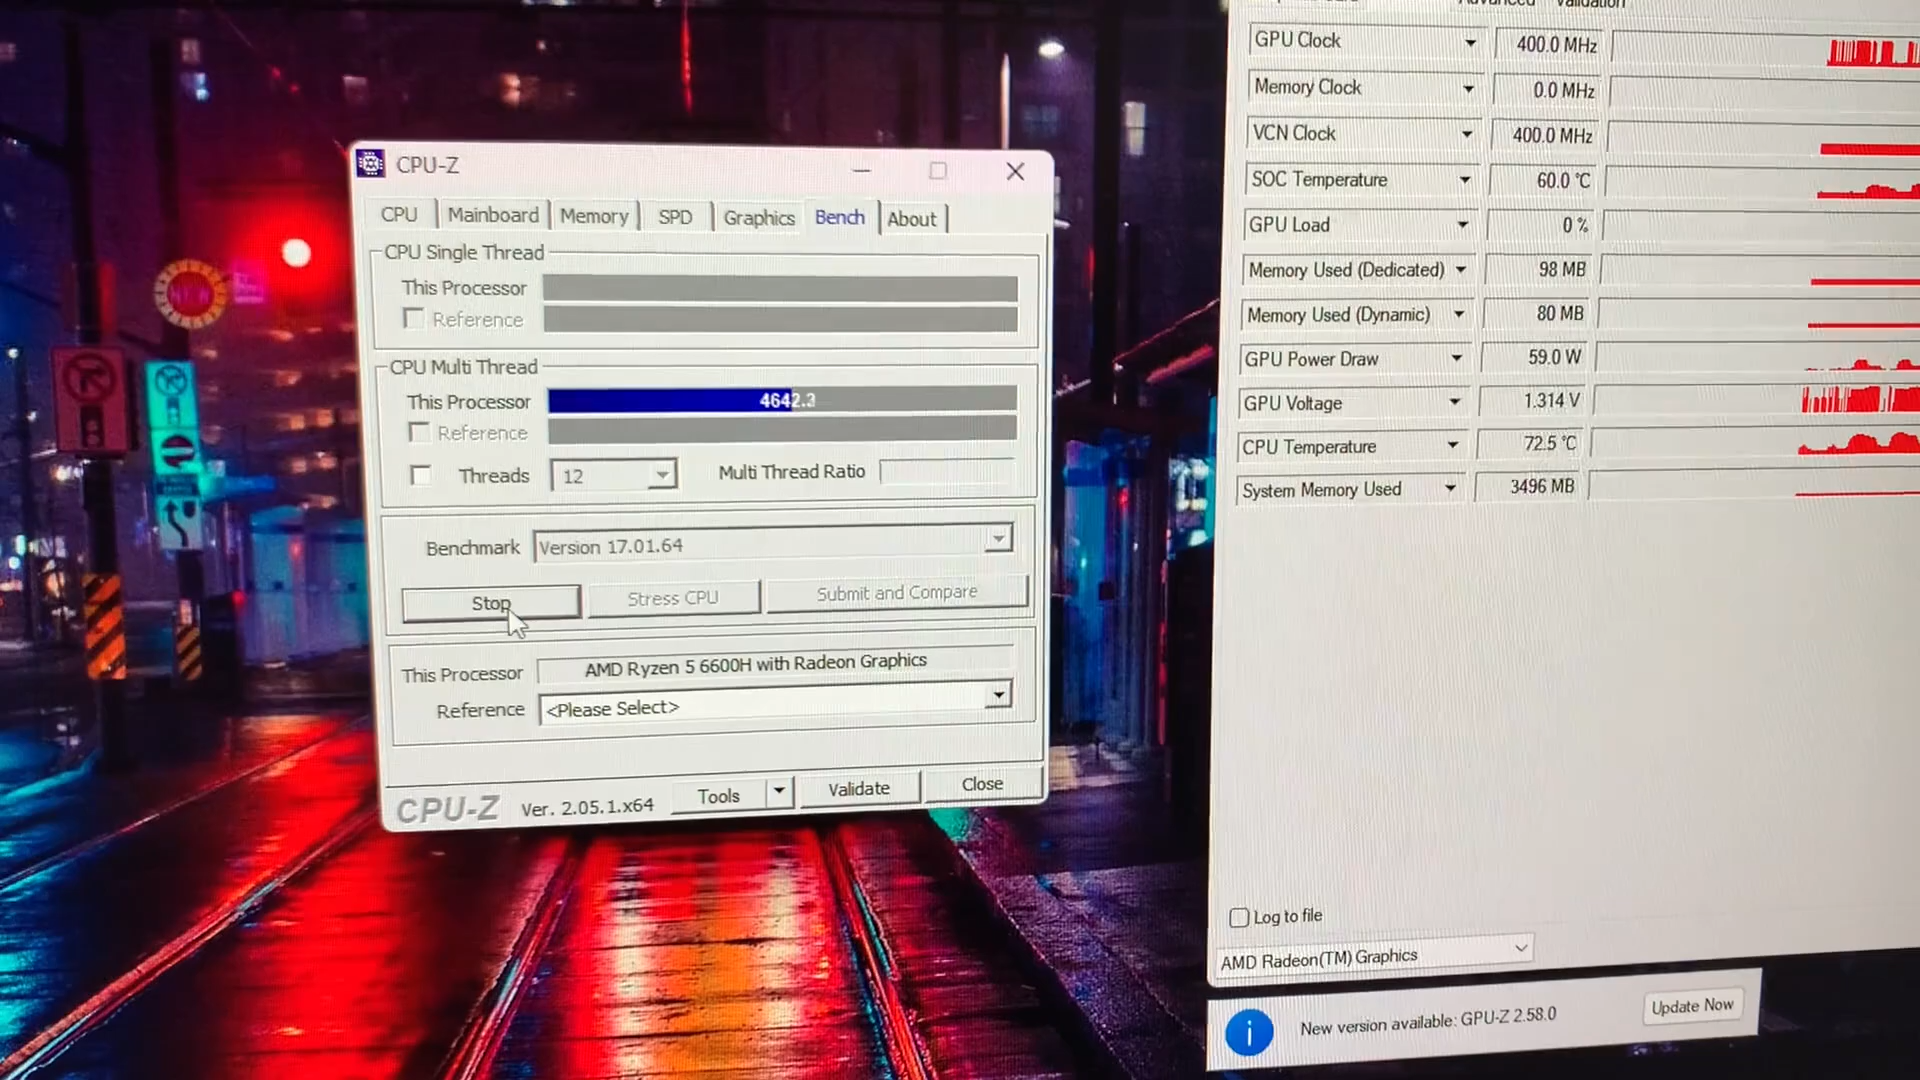 CPU-Z
CPU Mainboard Memory SPD Graphics Bench About
CPU Single Thread
This Processor
Reference
CPU Multi Thread
This Processor 4642.3
Reference
Threads 12 Multi Thread Ratio
Benchmark Version 17.01.64
Stop Stress CPU Submit and Compare
This Processor AMD Ryzen 5 6600H with Radeon Graphics
Reference <Please Select>
CPU-Z Ver. 2.05.1.x64 Tools Validate Close
Advanced Validation
GPU Clock 400.0 MHz
Memory Clock 0.0 MHz
VCN Clock 400.0 MHz
SOC Temperature 60.0 °C
GPU Load 0 %
Memory Used (Dedicated) 98 MB
Memory Used (Dynamic) 80 MB
GPU Power Draw 59.0 W
GPU Voltage 1.314 V
CPU Temperature 72.5 °C
System Memory Used 3496 MB
Log to file
AMD Radeon(TM) Graphics
New version available: GPU-Z 2.58.0 Update Now